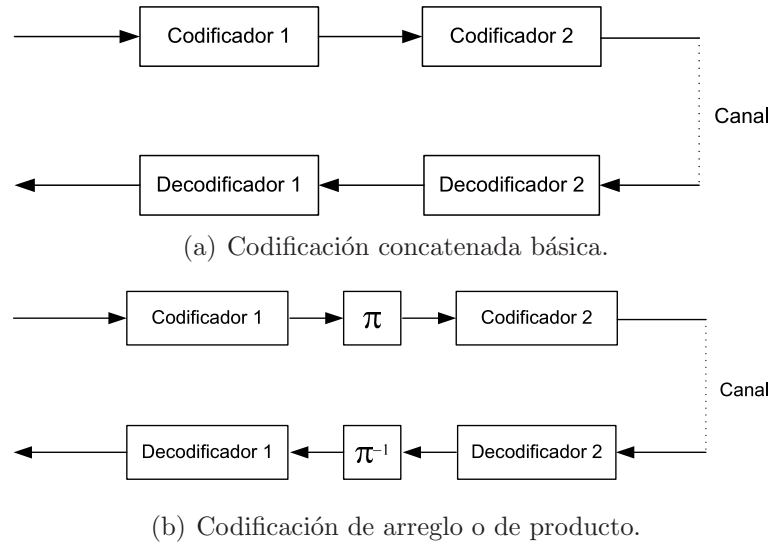 Codificador 1
Codificador 2
Canal
Decodificador 1
Decodificador 2
(a) Codificación concatenada básica.
Codificador 1
π
Codificador 2
Canal
Decodificador 1
π⁻¹
Decodificador 2
(b) Codificación de arreglo o de producto.